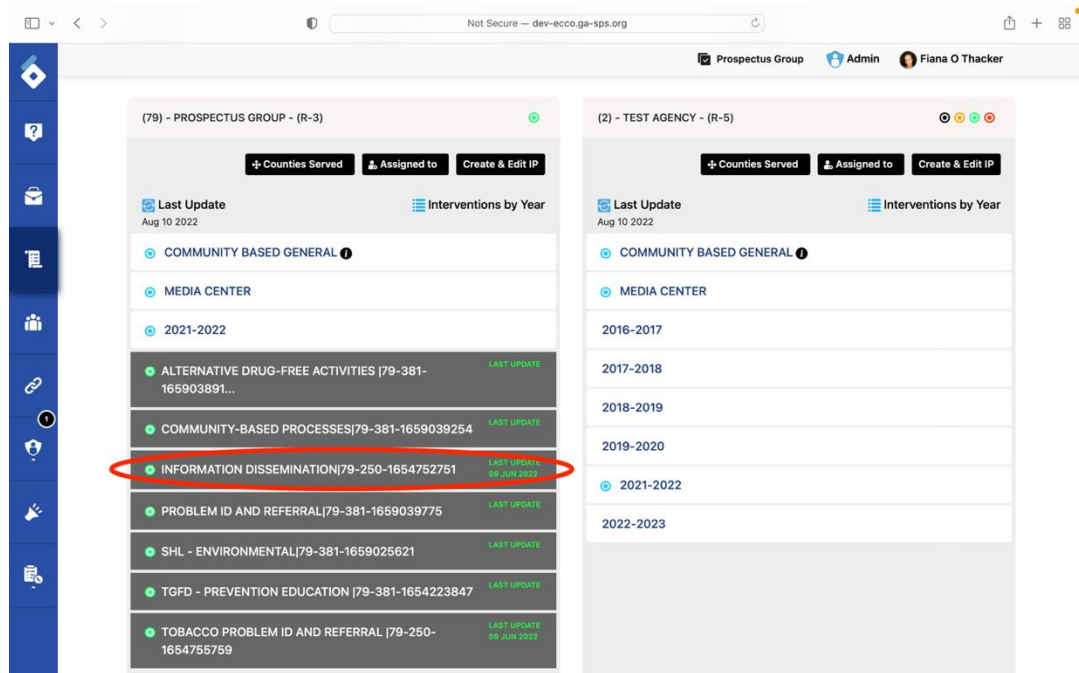 Not Secure — dev-ecco.ga-sps.org
Prospectus Group Admin Fiana O Thacker
(79) - PROSPECTUS GROUP - (R-3)
Counties Served Assigned to Create & Edit IP
Last Update Interventions by Year
Aug 10 2022
COMMUNITY BASED GENERAL i
MEDIA CENTER
2021-2022
ALTERNATIVE DRUG-FREE ACTIVITIES |79-381- LAST UPDATE
165903891...
COMMUNITY-BASED PROCESSES|79-381-1659039254 LAST UPDATE
INFORMATION DISSEMINATION|79-250-1654752751 LAST UPDATE
09 JUN 2022
PROBLEM ID AND REFERRAL|79-381-1659039775 LAST UPDATE
SHL - ENVIRONMENTAL|79-381-1659025621 LAST UPDATE
TGFD - PREVENTION EDUCATION |79-381-1654223847 LAST UPDATE
TOBACCO PROBLEM ID AND REFERRAL |79-250- LAST UPDATE
1654755759 09 JUN 2022
(2) - TEST AGENCY - (R-5)
Counties Served Assigned to Create & Edit IP
Last Update Interventions by Year
Aug 10 2022
COMMUNITY BASED GENERAL i
MEDIA CENTER
2016-2017
2017-2018
2018-2019
2019-2020
2021-2022
2022-2023
1